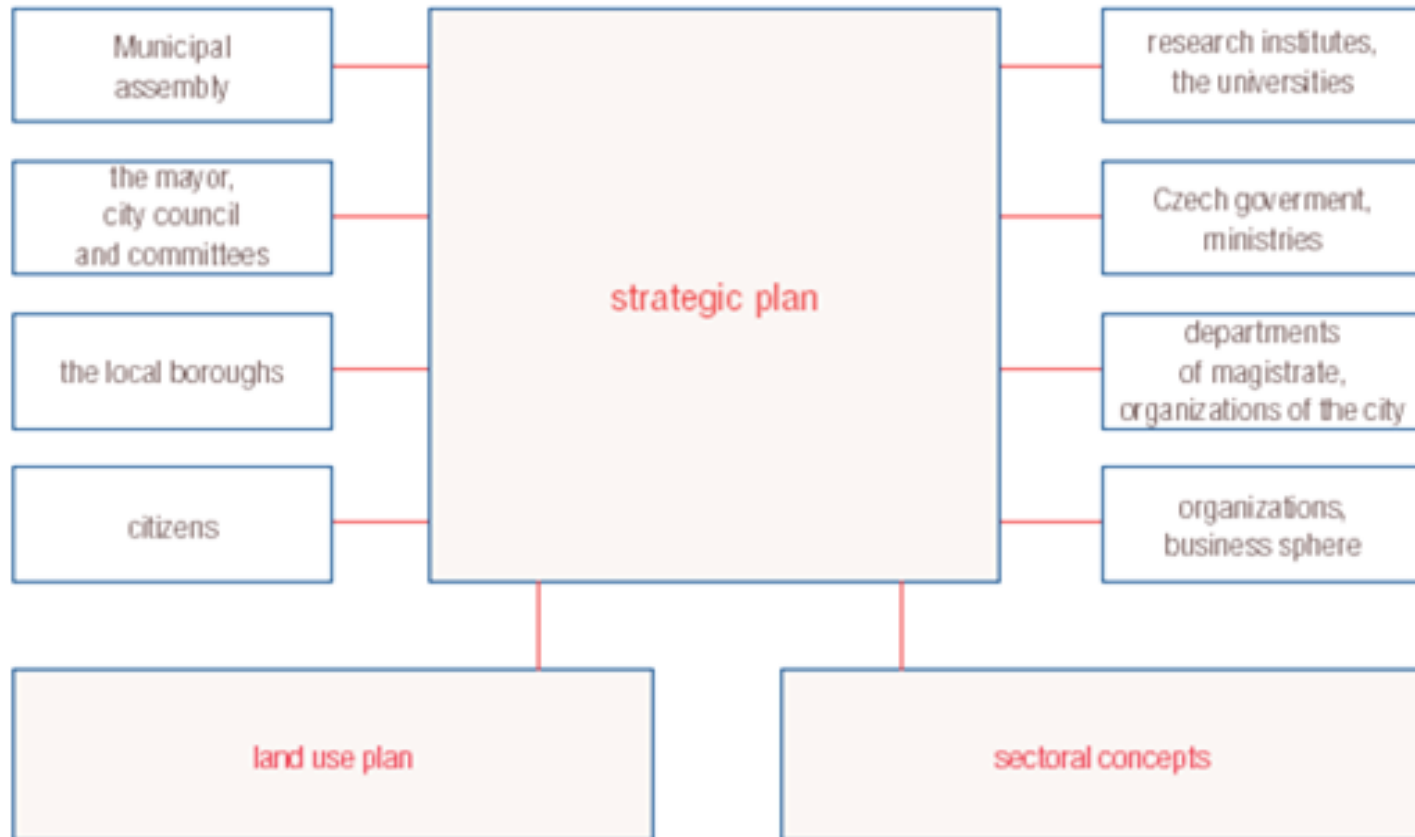 Municipal
assembly
the mayor,
city council
and committees
the local boroughs
citizens
strategic plan
research institutes,
the universities
Czech goverment,
ministries
departments
of magistrate,
organizations of the city
organizations,
business sphere
land use plan
sectoral concepts